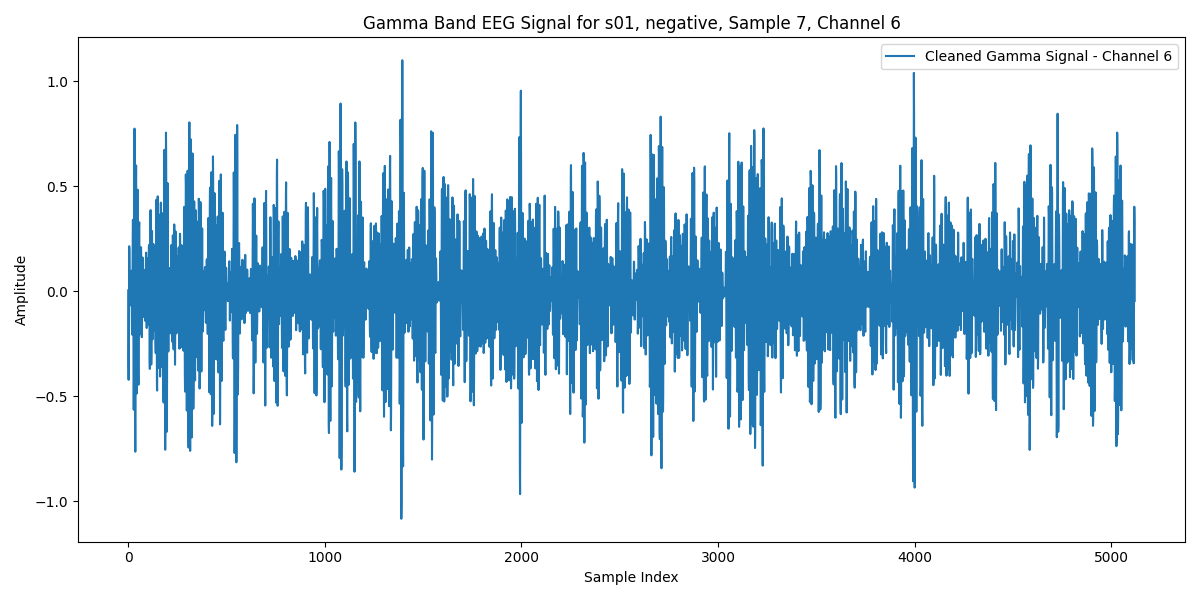 Gamma Band EEG Signal for s01, negative, Sample 7, Channel 6
Cleaned Gamma Signal - Channel 6
1.0
0.5
0.0
−0.5
−1.0
Amplitude
0 1000 2000 3000 4000 5000
Sample Index